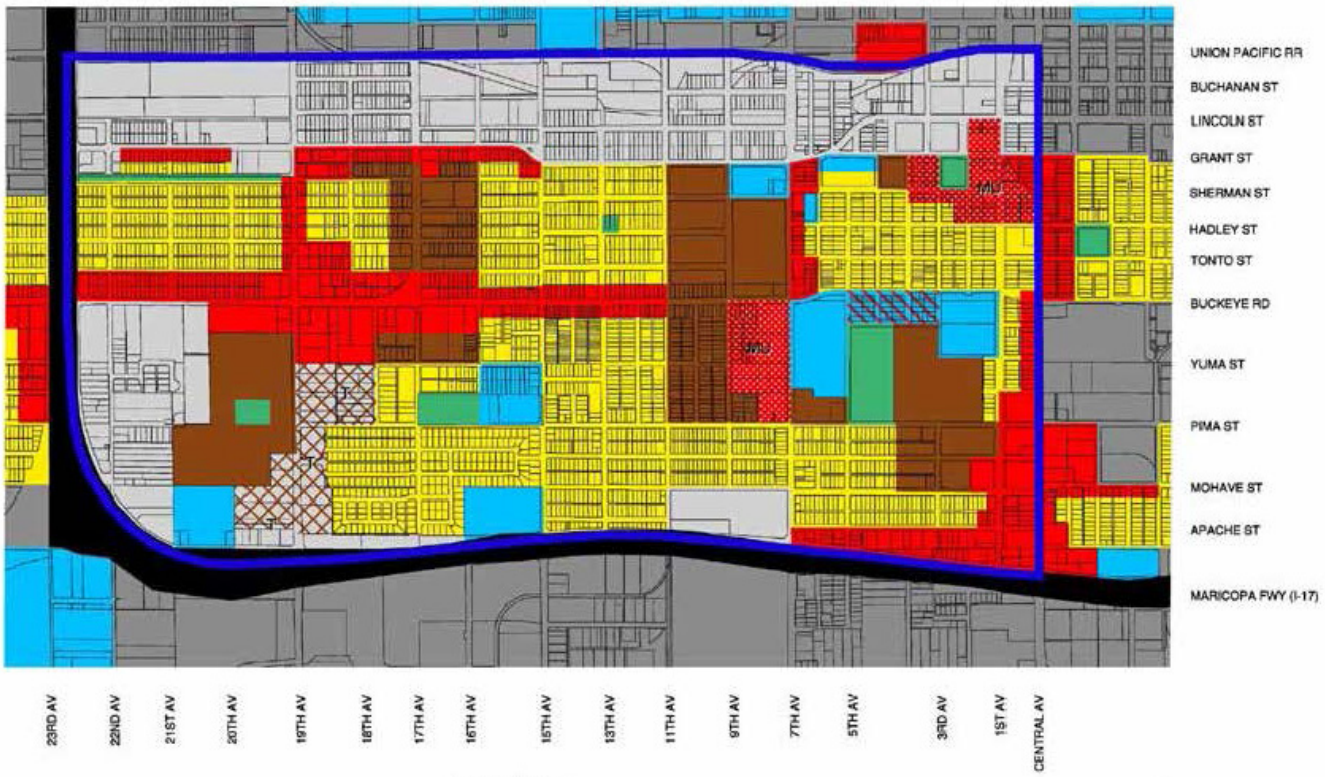 UNION PACIFIC RR
BUCHANAN ST
LINCOLN ST
GRANT ST
MU
SHERMAN ST
HADLEY ST
TONTO ST
BUCKEYE RD
MU
YUMA ST
T
PIMA ST
T
MOHAVE ST
T
APACHE ST
MARICOPA FWY (I-17)
23RD AV
22ND AV
21ST AV
20TH AV
19TH AV
18TH AV
17TH AV
16TH AV
15TH AV
13TH AV
11TH AV
9TH AV
7TH AV
5TH AV
3RD AV
1ST AV
CENTRAL AV